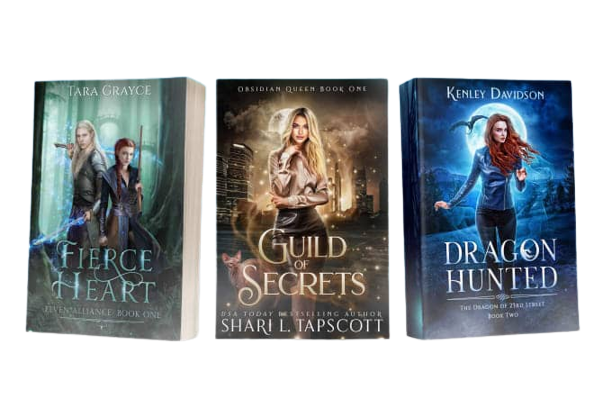 TARA GRAYCE
FIERCE
HEART
ELVEN ALLIANCE BOOK ONE
OBSIDIAN QUEEN BOOK ONE
GUILD
OF
SECRETS
USA TODAY BESTSELLING AUTHOR
SHARI L. TAPSCOTT
KENLEY DAVIDSON
DRAGON
HUNTED
THE DRAGON OF 23RD STREET
BOOK TWO